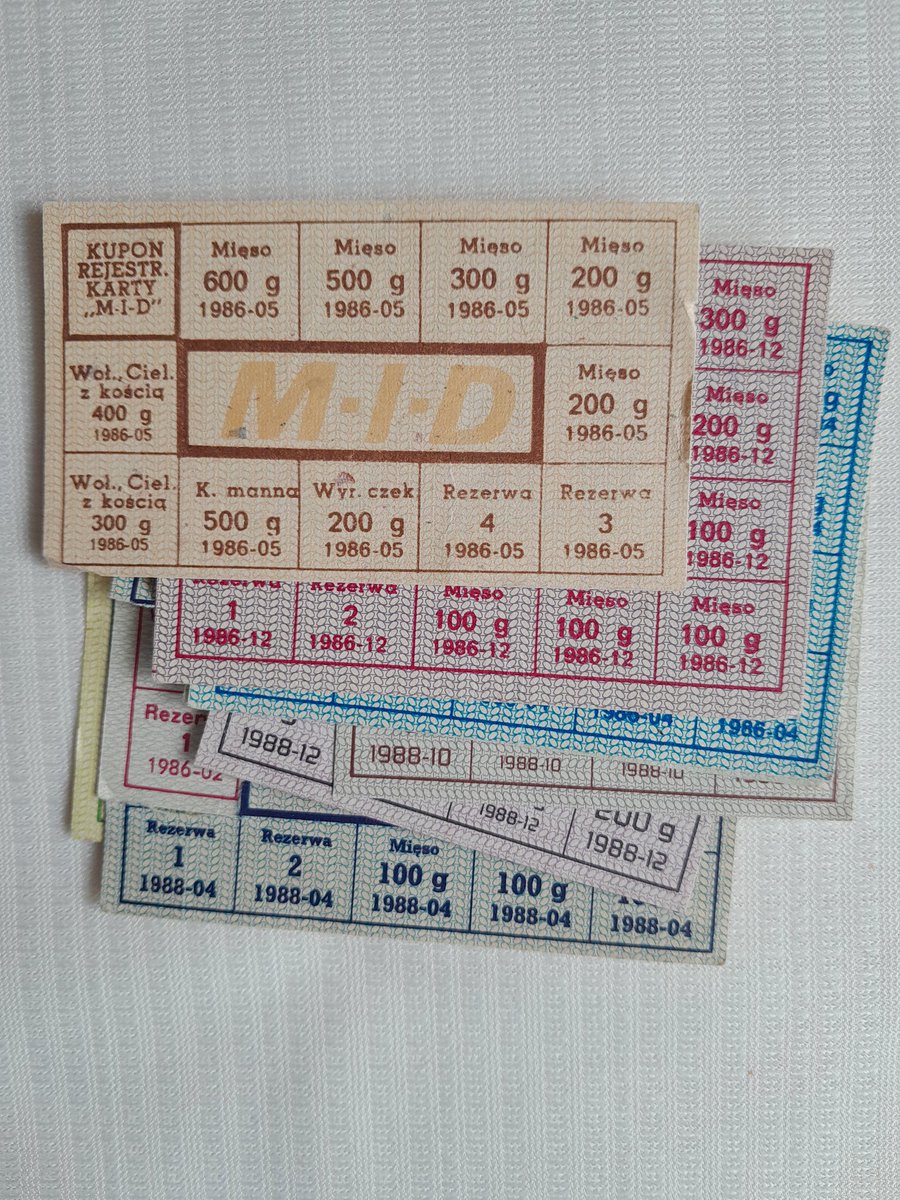 KUPON
REJESTR.
KARTY
„M-I-D”
Mięso
600 g
1986-05
Mięso
500 g
1986-05
Mięso
300 g
1986-05
Mięso
200 g
1986-05
Woł., Ciel.
z kością
400 g
1986-05
M·I·D
Mięso
200 g
1986-05
Woł., Ciel.
z kością
300 g
1986-05
K. manna
500 g
1986-05
Wyr. czek
200 g
1986-05
Rezerwa
4
1986-05
Rezerwa
3
1986-05
Mięso
300 g
1986-12
Mięso
200 g
1986-12
Mięso
100 g
1986-12
Rezerwa
1
1986-12
Rezerwa
2
1986-12
Mięso
100 g
1986-12
Mięso
100 g
1986-12
Mięso
100 g
1986-12
1986-04
1986-04
1
1986-02
1988-12
1988-10
1988-10
1988-10
1988-12
200 g
1988-12
Rezerwa
1
1988-04
Rezerwa
2
1988-04
Mięso
100 g
1988-04
100 g
1988-04
1988-04